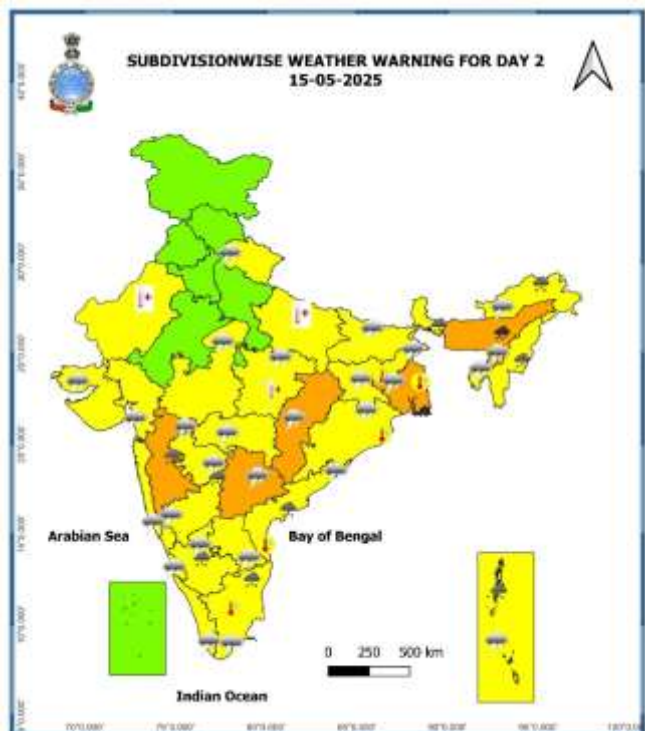 SUBDIVISIONWISE WEATHER WARNING FOR DAY 2
15-05-2025
Arabian Sea
Bay of Bengal
0 250 500 km
Indian Ocean